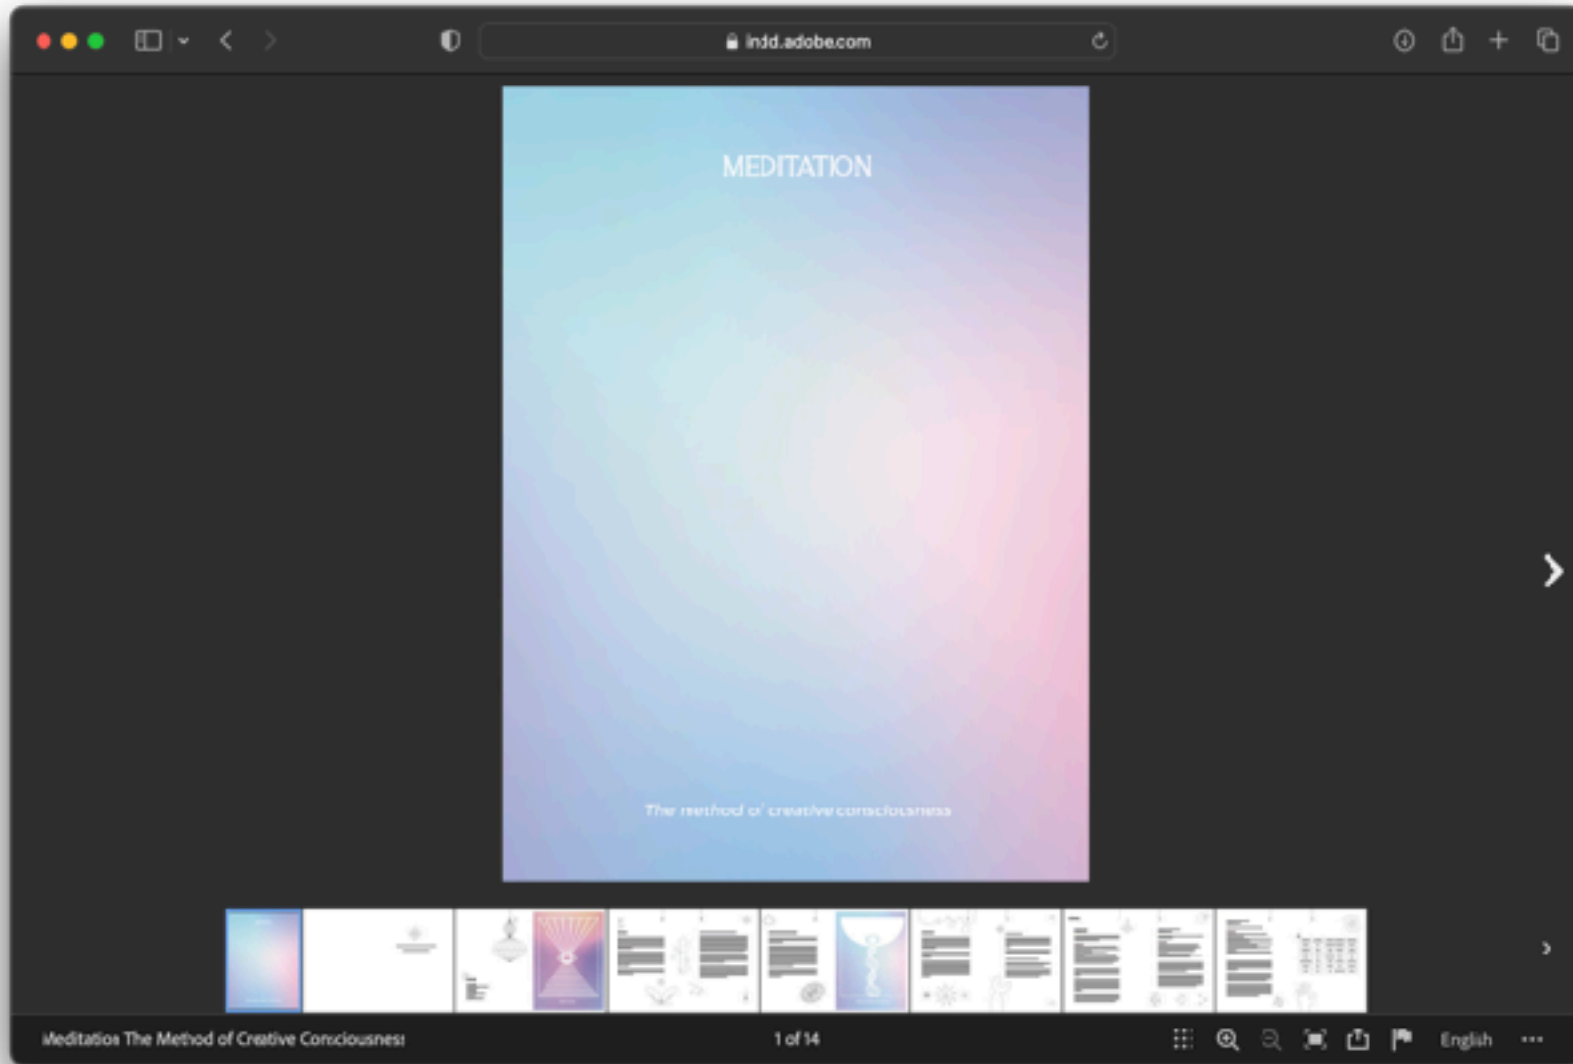 indd.adobe.com
MEDITATION
The method of creative consciousness
Meditation The Method of Creative Consciousness
1 of 14
English